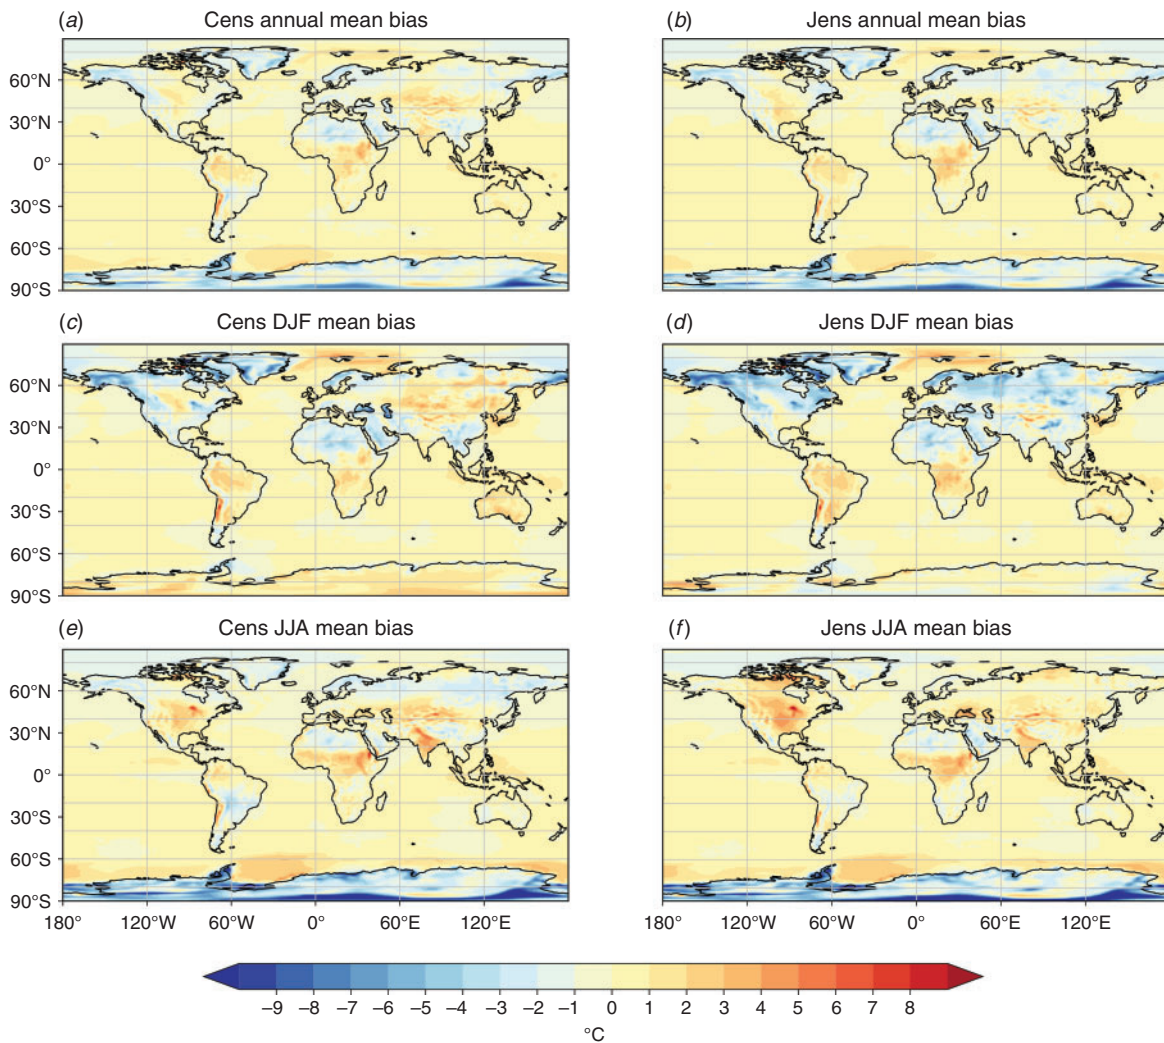 (a) Cens annual mean bias
(b) Jens annual mean bias
60°N
30°N
0°
30°S
60°S
90°S
(c) Cens DJF mean bias
(d) Jens DJF mean bias
60°N
30°N
0°
30°S
60°S
90°S
(e) Cens JJA mean bias
(f) Jens JJA mean bias
60°N
30°N
0°
30°S
60°S
90°S
180° 120°W 60°W 0° 60°E 120°E
180° 120°W 60°W 0° 60°E 120°E
–9 –8 –7 –6 –5 –4 –3 –2 –1 0 1 2 3 4 5 6 7 8
°C